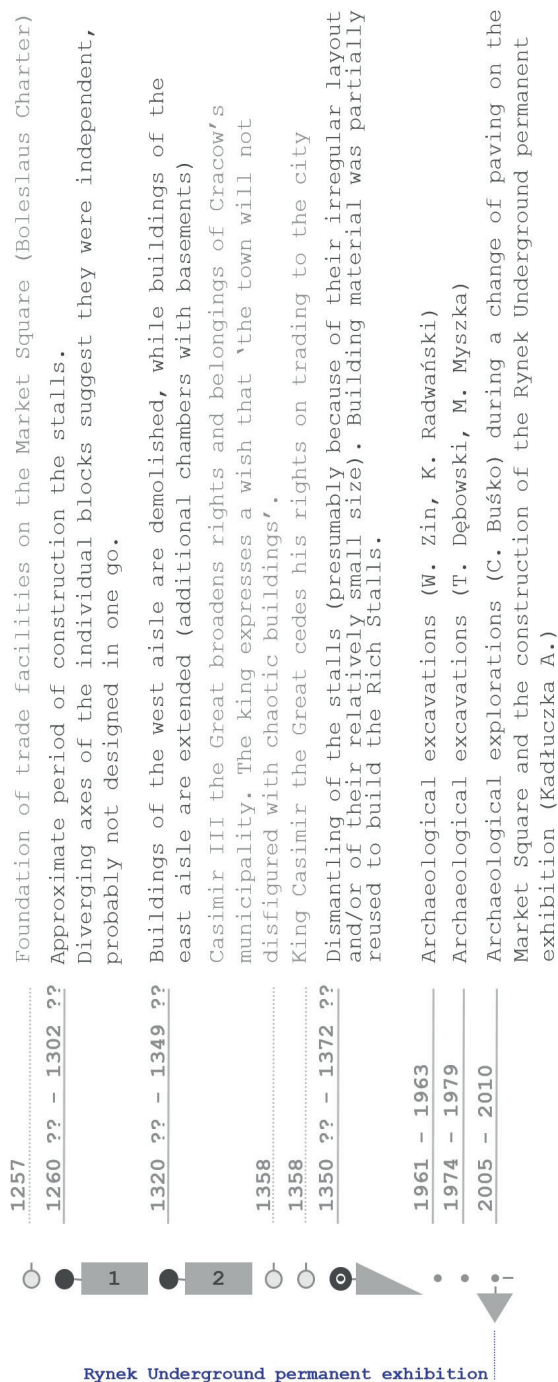 1257
Foundation of trade facilities on the Market Square (Boleslaus Charter)
1260 ?? - 1302 ??
Approximate period of construction the stalls.
Diverging axes of the individual blocks suggest they were independent,
probably not designed in one go.
1
1320 ?? - 1349 ??
Buildings of the west aisle are demolished, while buildings of the
east aisle are extended (additional chambers with basements)
2
1358
Casimir III the Great broadens rights and belongings of Cracow's
municipality. The king expresses a wish that 'the town will not
disfigured with chaotic buildings'.
1358
King Casimir the Great cedes his rights on trading to the city
1350 ?? - 1372 ??
Dismantling of the stalls (presumably because of their irregular layout
and/or of their relatively small size). Building material was partially
reused to build the Rich Stalls.
0
1961 - 1963
Archaeological excavations (W. Zin, K. Radwański)
1974 - 1979
Archaeological excavations (T. Dębowski, M. Myszka)
2005 - 2010
Archaeological explorations (C. Buśko) during a change of paving on the
Market Square and the construction of the Rynek Underground permanent
exhibition (Kadłuczka A.)
Rynek Underground permanent exhibition